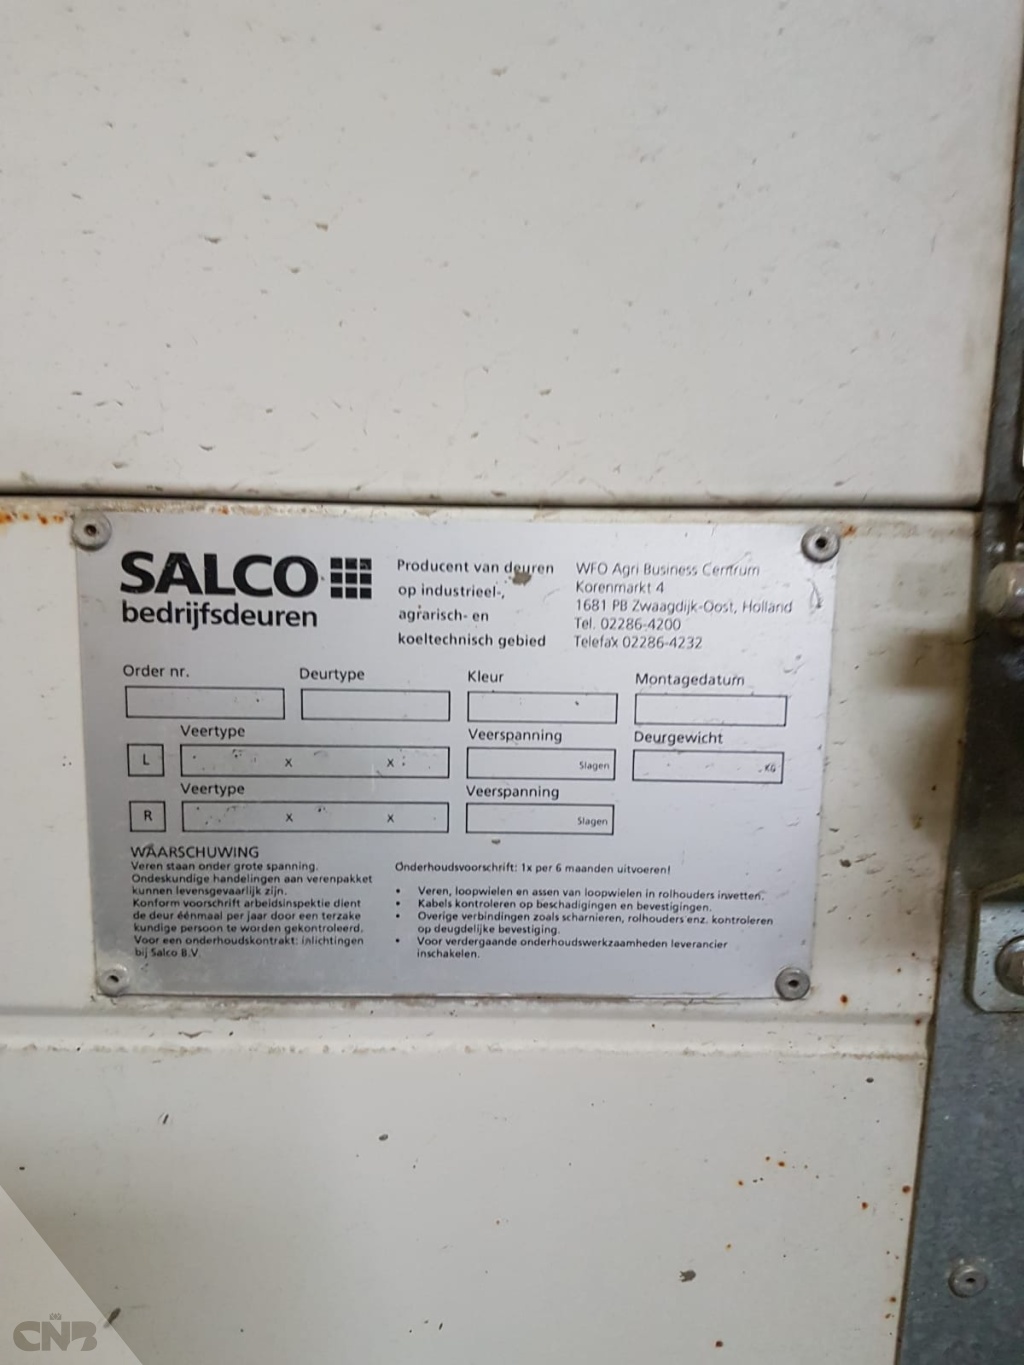 SALCO
bedrijfsdeuren
Producent van deuren
op industrieel-,
agrarisch- en
koeltechnisch gebied
WFO Agri Business Centrum
Korenmarkt 4
1681 PB Zwaagdijk-Oost, Holland
Tel. 02286-4200
Telefax 02286-4232
Order nr. Deurtype Kleur Montagedatum
Veertype Veerspanning Deurgewicht
L x x Slagen KG
Veertype Veerspanning
R x x Slagen
WAARSCHUWING
Veren staan onder grote spanning.
Ondeskundige handelingen aan verenpakket
kunnen levensgevaarlijk zijn.
Konform voorschrift arbeidsinspektie dient
de deur éénmaal per jaar door een terzake
kundige persoon te worden gekontroleerd.
Voor een onderhoudskontrakt: inlichtingen
bij Salco B.V.
Onderhoudsvoorschrift: 1x per 6 maanden uitvoeren!
• Veren, loopwielen en assen van loopwielen in rolhouders invetten.
• Kabels kontroleren op beschadigingen en bevestigingen.
• Overige verbindingen zoals scharnieren, rolhouders enz. kontroleren
op deugdelijke bevestiging.
• Voor verdergaande onderhoudswerkzaamheden leverancier
inschakelen.
CNB